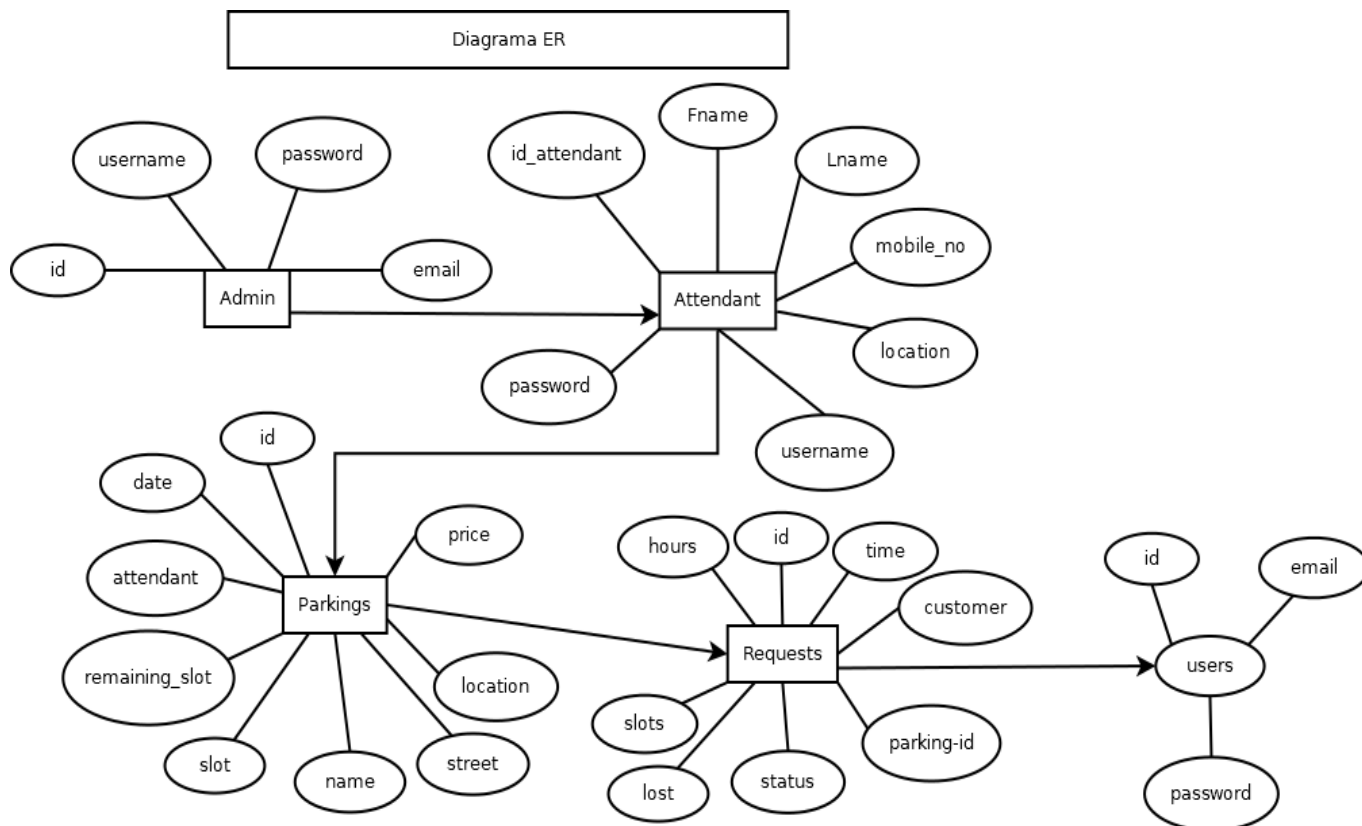 Diagrama ER
Fname
username
password
id_attendant
Lname
id
email
mobile_no
Admin
Attendant
location
password
username
id
date
price
hours
id
time
id
email
attendant
customer
Parkings
Requests
users
remaining_slot
location
slots
parking-id
slot
name
street
lost
status
password